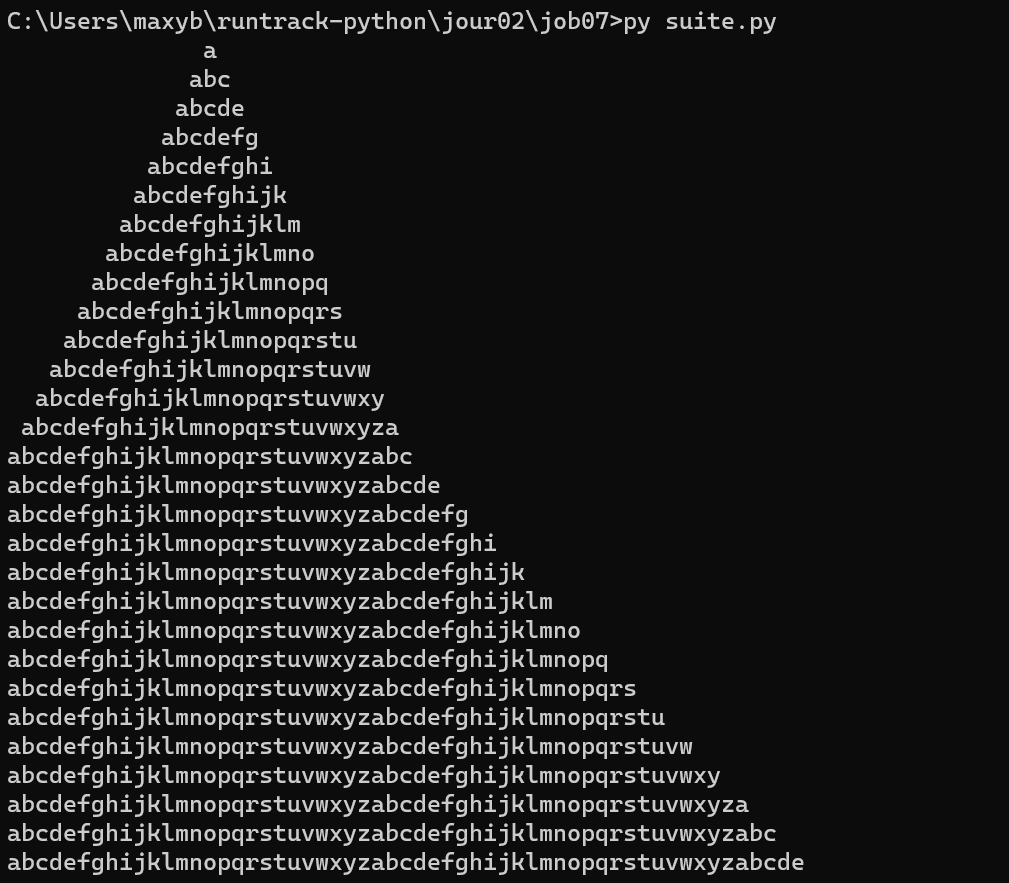 C:\Users\maxyb\runtrack-python\jour02\job07>py suite.py
              a
             abc
            abcde
           abcdefg
          abcdefghi
         abcdefghijk
        abcdefghijklm
       abcdefghijklmno
      abcdefghijklmnopq
     abcdefghijklmnopqrs
    abcdefghijklmnopqrstu
   abcdefghijklmnopqrstuvw
  abcdefghijklmnopqrstuvwxy
 abcdefghijklmnopqrstuvwxyza
abcdefghijklmnopqrstuvwxyzabc
abcdefghijklmnopqrstuvwxyzabcde
abcdefghijklmnopqrstuvwxyzabcdefg
abcdefghijklmnopqrstuvwxyzabcdefghi
abcdefghijklmnopqrstuvwxyzabcdefghijk
abcdefghijklmnopqrstuvwxyzabcdefghijklm
abcdefghijklmnopqrstuvwxyzabcdefghijklmno
abcdefghijklmnopqrstuvwxyzabcdefghijklmnopq
abcdefghijklmnopqrstuvwxyzabcdefghijklmnopqrs
abcdefghijklmnopqrstuvwxyzabcdefghijklmnopqrstu
abcdefghijklmnopqrstuvwxyzabcdefghijklmnopqrstuvw
abcdefghijklmnopqrstuvwxyzabcdefghijklmnopqrstuvwxy
abcdefghijklmnopqrstuvwxyzabcdefghijklmnopqrstuvwxyza
abcdefghijklmnopqrstuvwxyzabcdefghijklmnopqrstuvwxyzabc
abcdefghijklmnopqrstuvwxyzabcdefghijklmnopqrstuvwxyzabcde